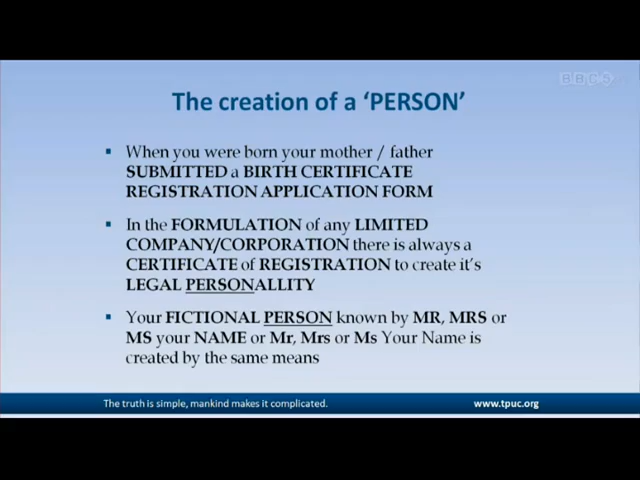 BBC5
The creation of a 'PERSON'
When you were born your mother / father
SUBMITTED a BIRTH CERTIFICATE
REGISTRATION APPLICATION FORM
In the FORMULATION of any LIMITED
COMPANY/CORPORATION there is always a
CERTIFICATE of REGISTRATION to create it's
LEGAL PERSONALLITY
Your FICTIONAL PERSON known by MR, MRS or
MS your NAME or Mr, Mrs or Ms Your Name is
created by the same means
The truth is simple, mankind makes it complicated.
www.tpuc.org